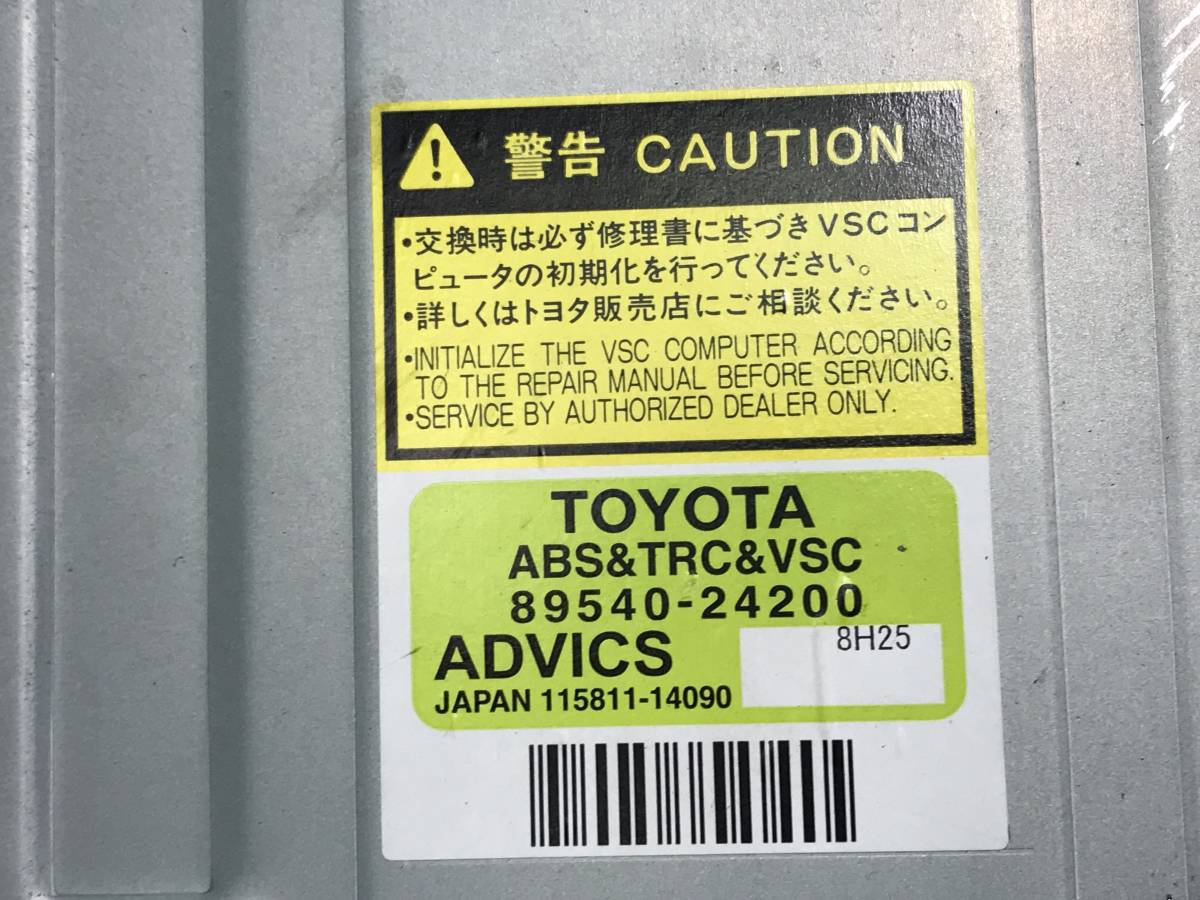 警告 CAUTION
•交換時は必ず修理書に基づきVSCコン
ピュータの初期化を行ってください。
•詳しくはトヨタ販売店にご相談ください。
•INITIALIZE THE VSC COMPUTER ACCORDING
TO THE REPAIR MANUAL BEFORE SERVICING.
•SERVICE BY AUTHORIZED DEALER ONLY.
TOYOTA
ABS&TRC&VSC
89540-24200
ADVICS 8H25
JAPAN 115811-14090